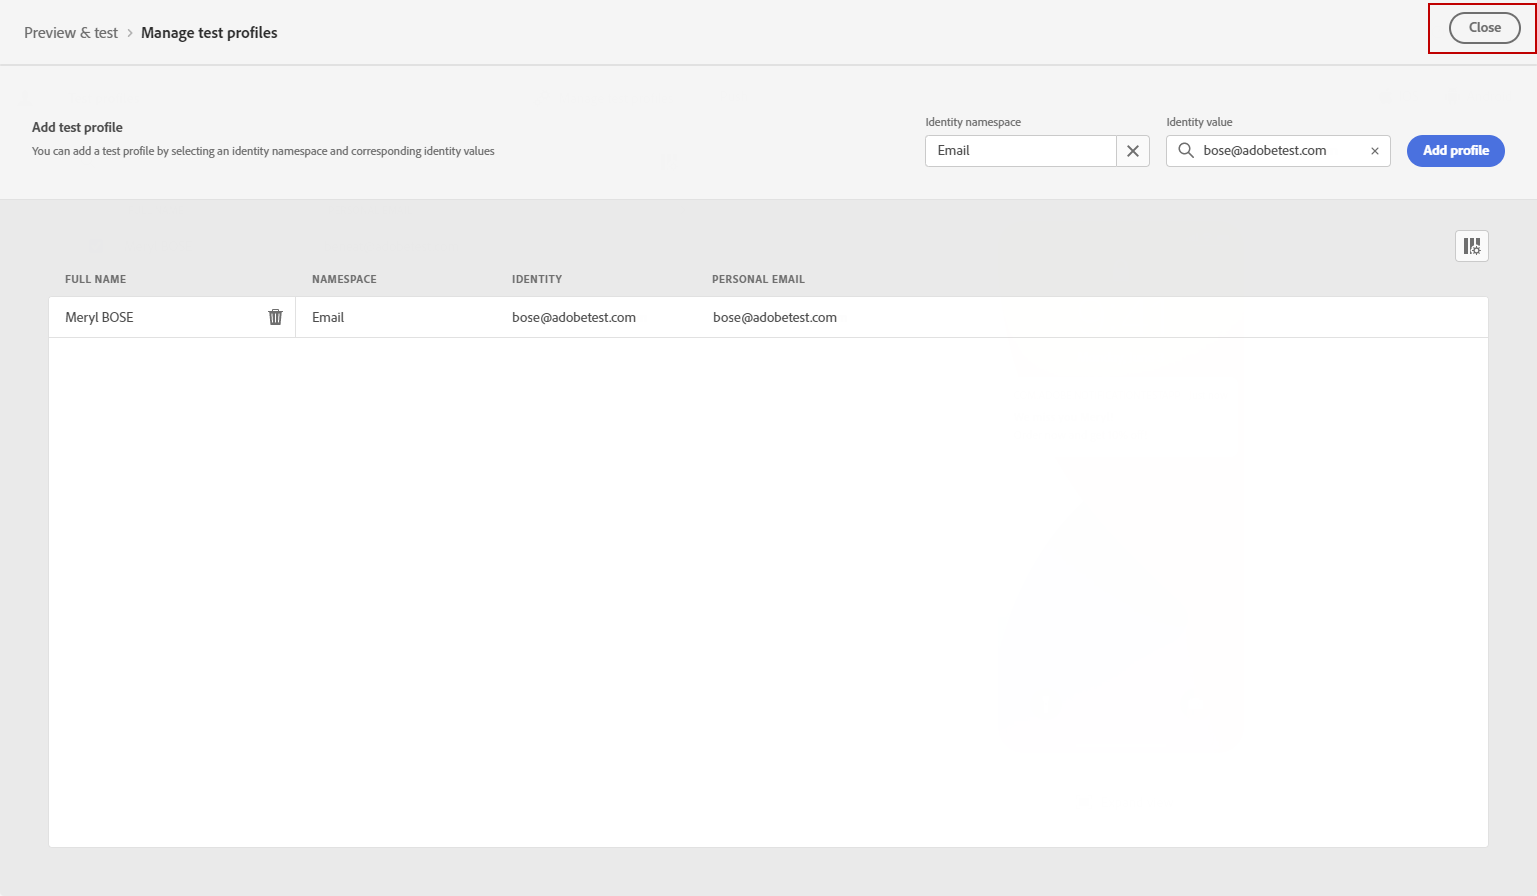 Preview & test > Manage test profiles
Close
Add test profile
You can add a test profile by selecting an identity namespace and corresponding identity values
Identity namespace
Email
Identity value
bose@adobetest.com
Add profile
FULL NAME NAMESPACE IDENTITY PERSONAL EMAIL
Meryl BOSE Email bose@adobetest.com bose@adobetest.com